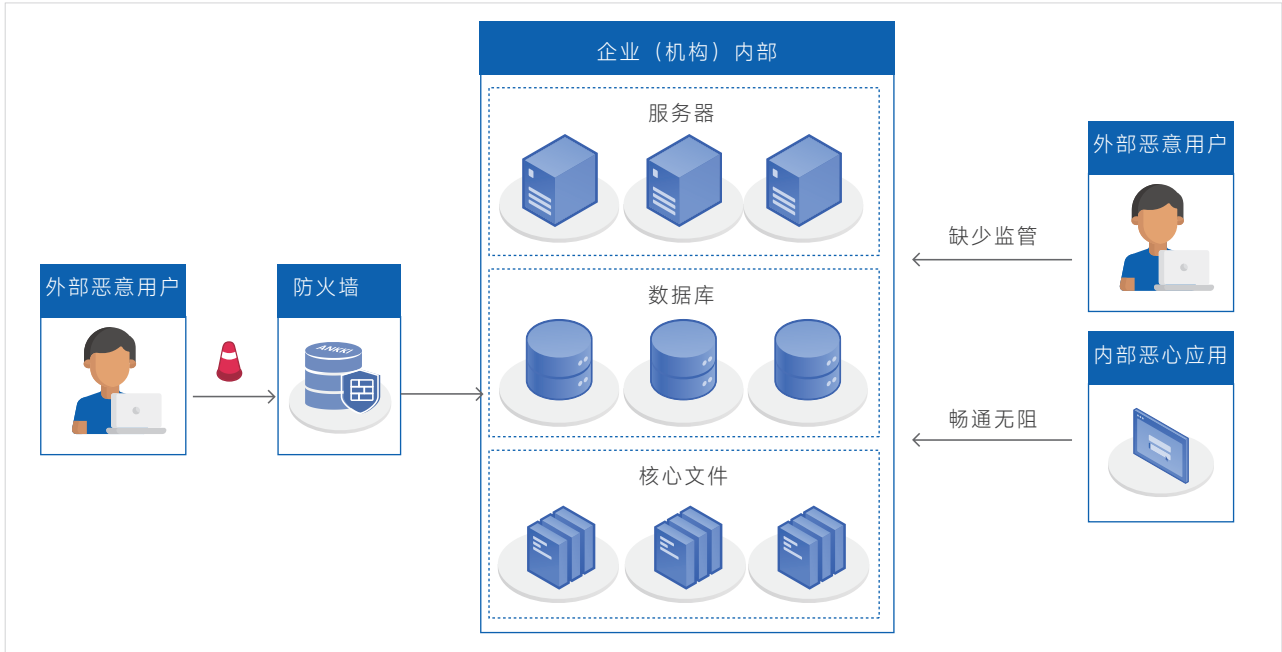 企业（机构）内部
服务器
外部恶意用户
缺少监管
外部恶意用户
防火墙
ANKKI
数据库
内部恶心应用
畅通无阻
核心文件